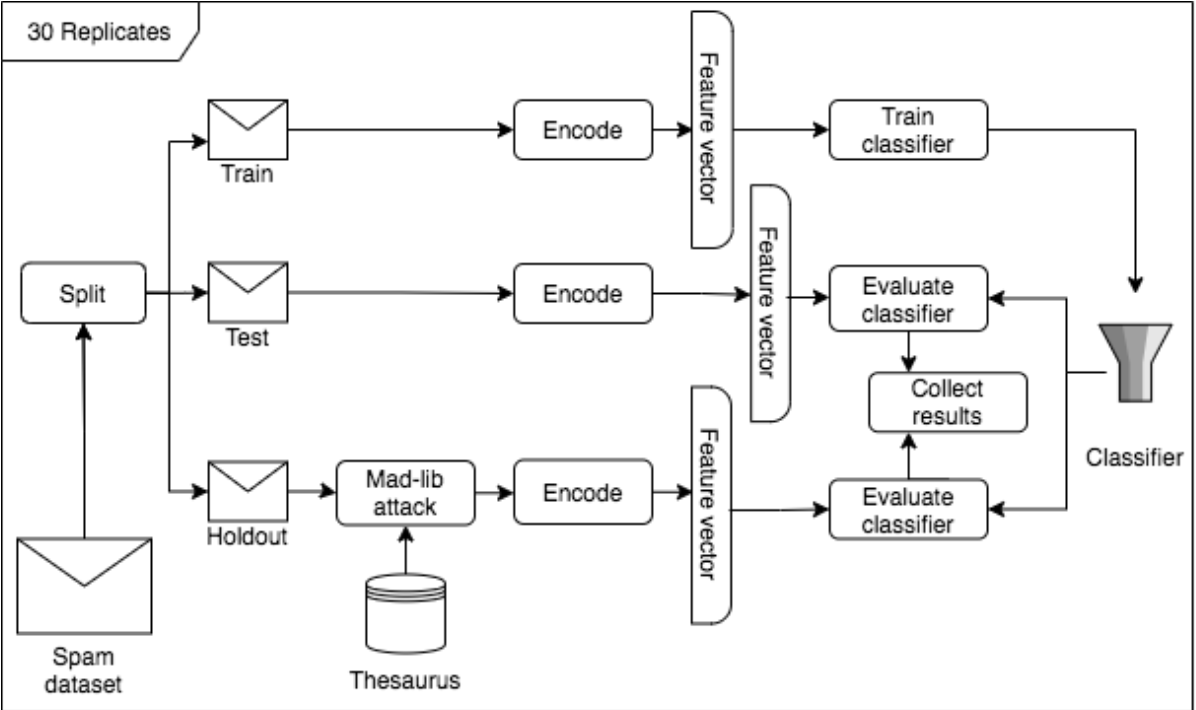 30 Replicates
Train
Encode
Feature vector
Train
classifier
Split
Test
Encode
Feature vector
Evaluate
classifier
Collect
results
Classifier
Holdout
Mad-lib
attack
Encode
Feature vector
Evaluate
classifier
Spam
dataset
Thesaurus